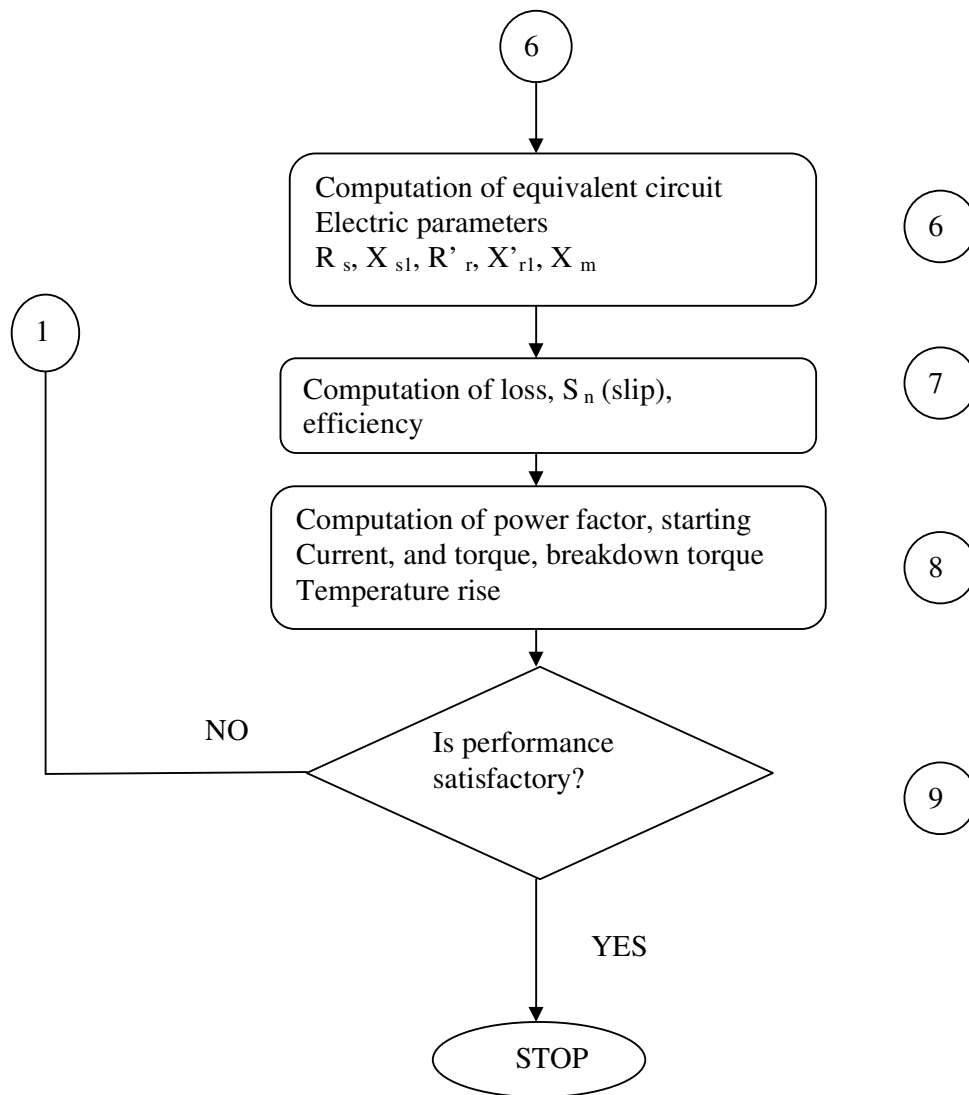 6
Computation of equivalent circuit
Electric parameters
R s, X s1, R’ r, X’r1, X m
6
1
Computation of loss, S n (slip),
efficiency
7
Computation of power factor, starting
Current, and torque, breakdown torque
Temperature rise
8
NO
Is performance
satisfactory?
9
YES
STOP